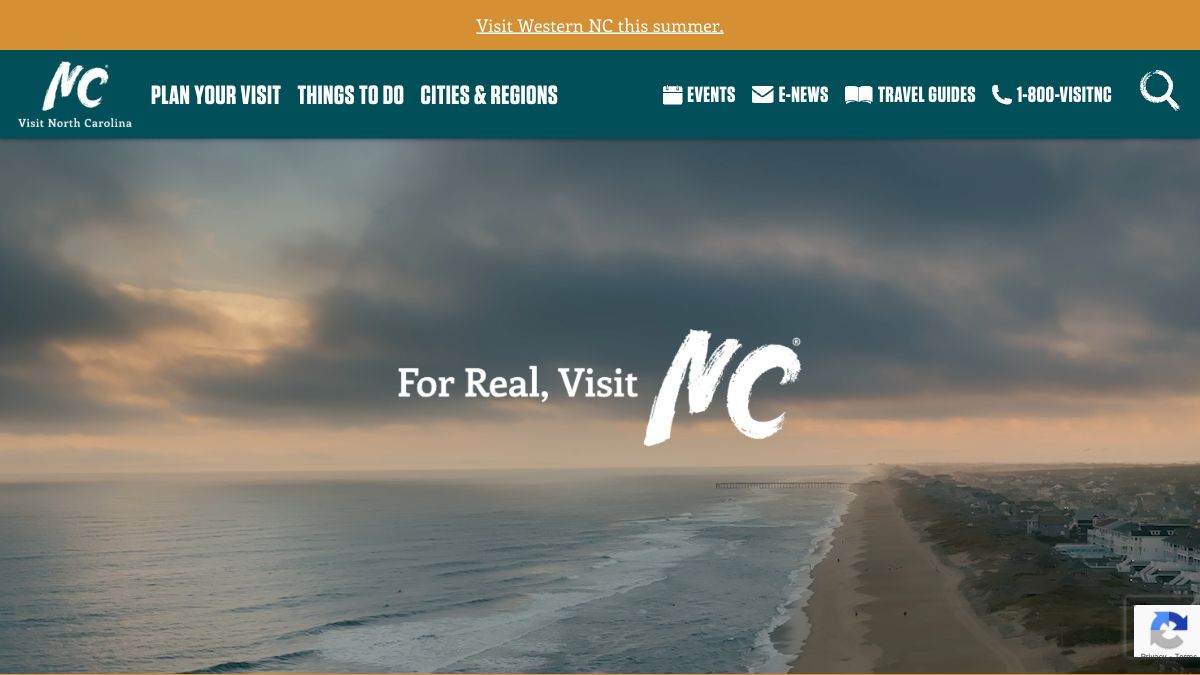 Visit Western NC this summer.
NC
Visit North Carolina
PLAN YOUR VISIT
THINGS TO DO
CITIES & REGIONS
EVENTS
E-NEWS
TRAVEL GUIDES
1-800-VISITNC
For Real, Visit NC®
Privacy - Terms